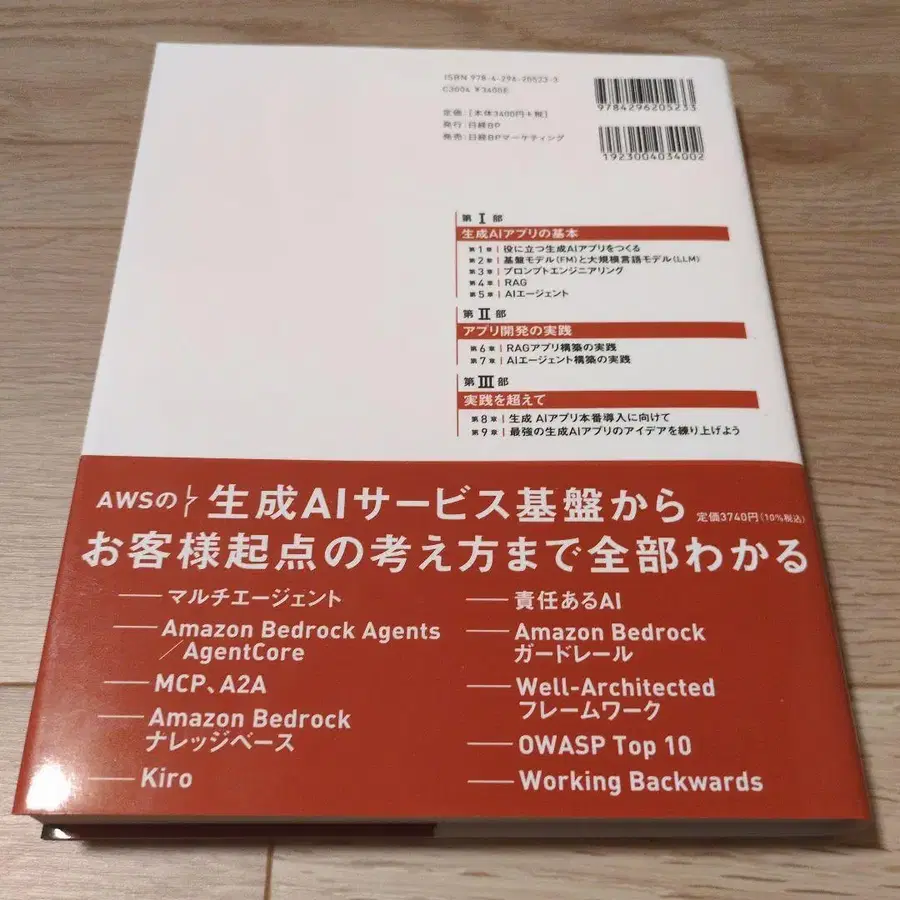 ISBN 978-4-296-20523-3
C3004 ¥3400E
定価:[本体3400円+税]
発行:日経BP
発売:日経BPマーケティング
9784296205233
1923004034002
第 I 部
生成AIアプリの基本
第1章 | 役に立つ生成AIアプリをつくる
第2章 | 基盤モデル(FM)と大規模言語モデル(LLM)
第3章 | プロンプトエンジニアリング
第4章 | RAG
第5章 | AIエージェント
第 II 部
アプリ開発の実践
第6章 | RAGアプリ構築の実践
第7章 | AIエージェント構築の実践
第 III 部
実践を超えて
第8章 | 生成 AIアプリ本番導入に向けて
第9章 | 最強の生成AIアプリのアイデアを練り上げよう
AWSの生成AIサービス基盤から
定価3740円(10%税込)
お客様起点の考え方まで全部わかる
マルチエージェント
Amazon Bedrock Agents
/AgentCore
MCP、A2A
Amazon Bedrock
ナレッジベース
Kiro
責任あるAI
Amazon Bedrock
ガードレール
Well-Architected
フレームワーク
OWASP Top 10
Working Backwards